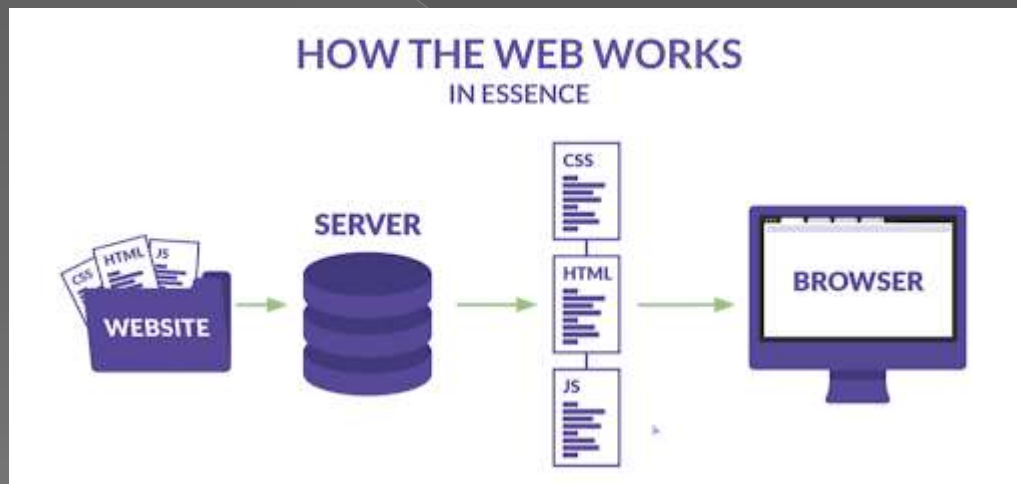 HOW THE WEB WORKS
IN ESSENCE
CSS
HTML
JS
WEBSITE
SERVER
CSS
HTML
JS
BROWSER